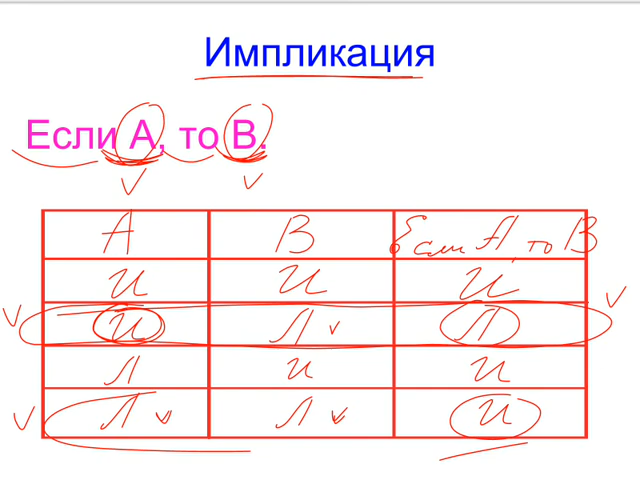 Импликация
Если А, то В.
А В Если А, то В
И И И
И Л Л
Л И И
Л Л И